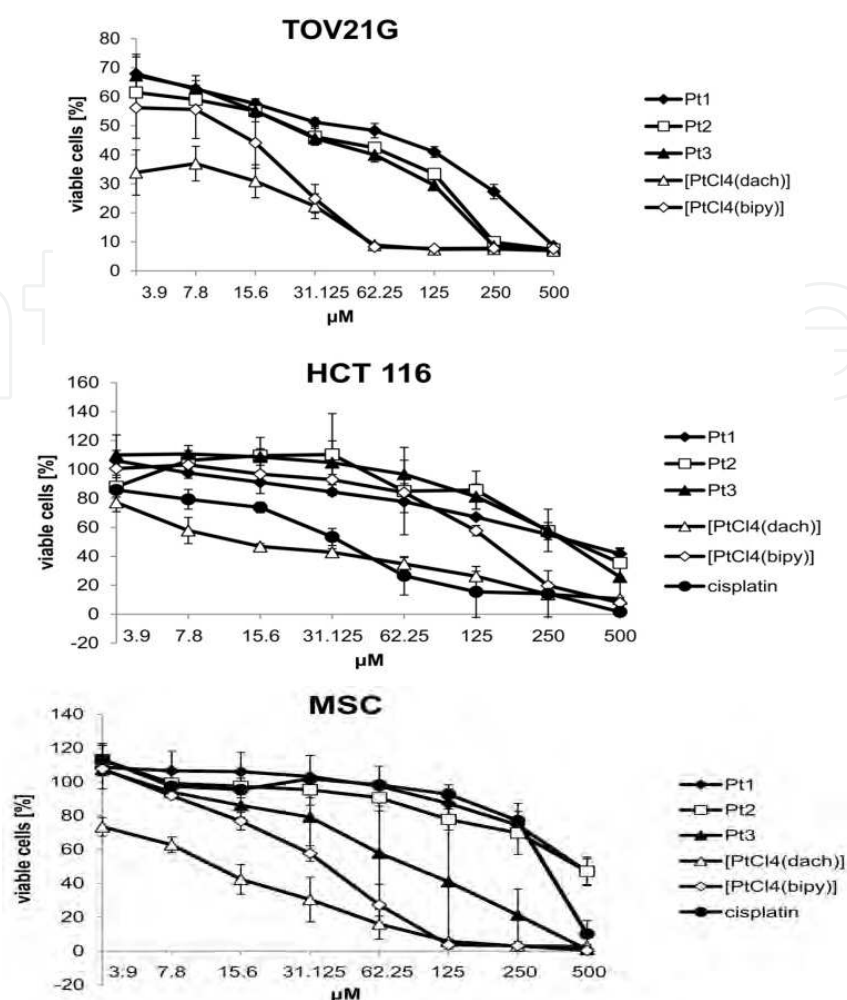 TOV21G
80
70
60
50
40
30
20
10
0
viable cells [%]
3.9 7.8 15.6 31.125 62.25 125 250 500
µM
Pt1
Pt2
Pt3
[PtCl4(dach)]
[PtCl4(bipy)]
HCT 116
160
140
120
100
80
60
40
20
0
-20
viable cells [%]
3.9 7.8 15.6 31.125 62.25 125 250 500
µM
Pt1
Pt2
Pt3
[PtCl4(dach)]
[PtCl4(bipy)]
cisplatin
MSC
140
120
100
80
60
40
20
0
-20
viable cells [%]
3.9 7.8 15.6 31.125 62.25 125 250 500
µM
Pt1
Pt2
Pt3
[PtCl4(dach)]
[PtCl4(bipy)]
cisplatin